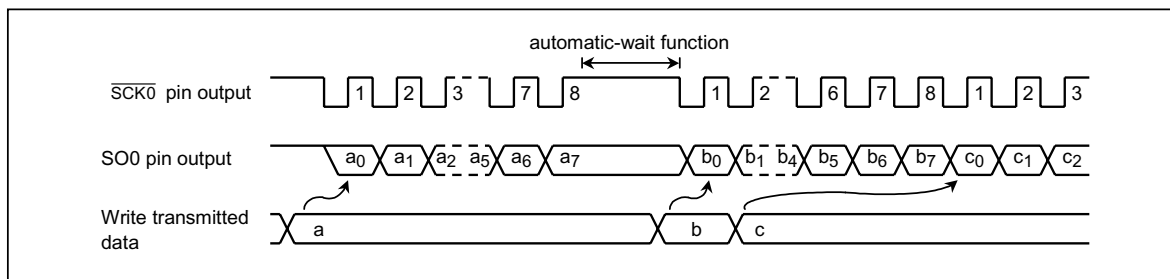 automatic-wait function
SCK0 pin output 1 2 3 7 8 1 2 6 7 8 1 2 3
SO0 pin output a0 a1 a2 a5 a6 a7 b0 b1 b4 b5 b6 b7 c0 c1 c2
Write transmitted a b c
data